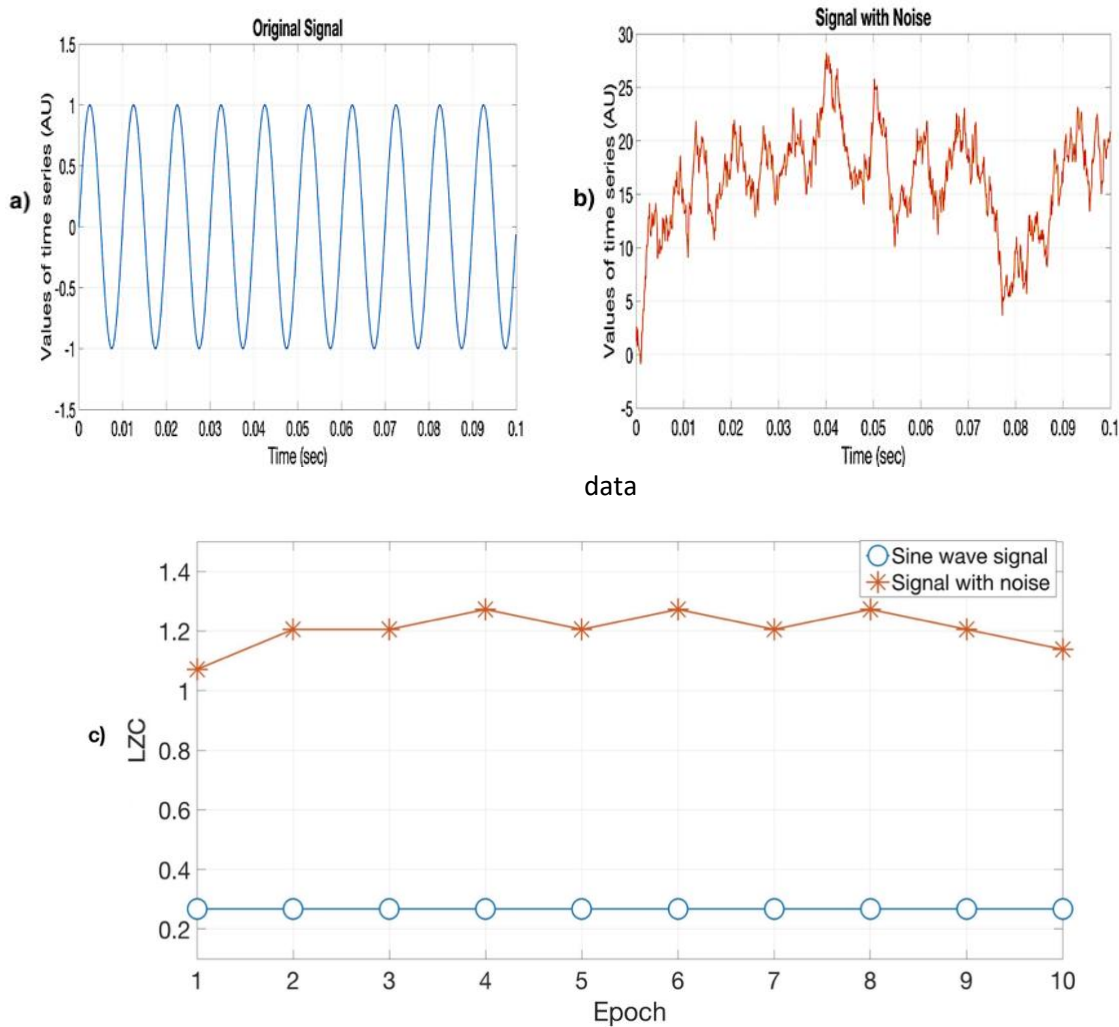 Original Signal
Values of time series (AU)
a)
1.5
1
0.5
0
-0.5
-1
-1.5
0 0.01 0.02 0.03 0.04 0.05 0.06 0.07 0.08 0.09 0.1
Time (sec)
Signal with Noise
Values of time series (AU)
b)
30
25
20
15
10
5
0
-5
0 0.01 0.02 0.03 0.04 0.05 0.06 0.07 0.08 0.09 0.1
Time (sec)
data
c)
LZC
1.4
1.2
1
0.8
0.6
0.4
0.2
Sine wave signal
Signal with noise
1 2 3 4 5 6 7 8 9 10
Epoch